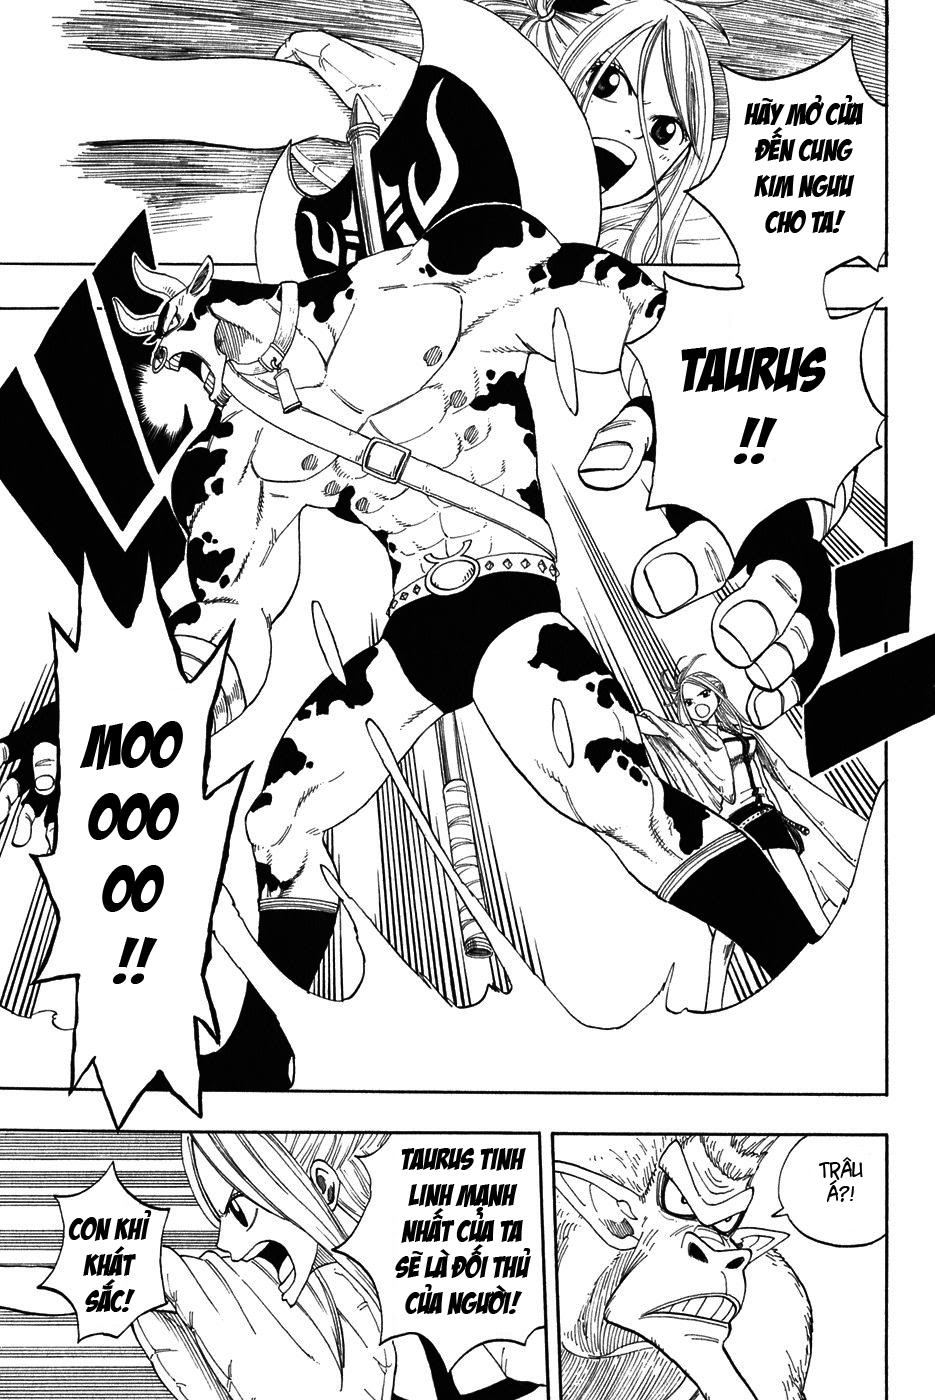 HÃY MỞ CỬA
ĐẾN CUNG
KIM NGƯU
CHO TA!
TAURUS
!!
MOO
OOO
OO
!!
TRÂU
Á?!
TAURUS TINH
LINH MẠNH
NHẤT CỦA TA
SẼ LÀ ĐỐI THỦ
CỦA NGƯỜI!
CON KHỈ
KHÁT
SẮC!